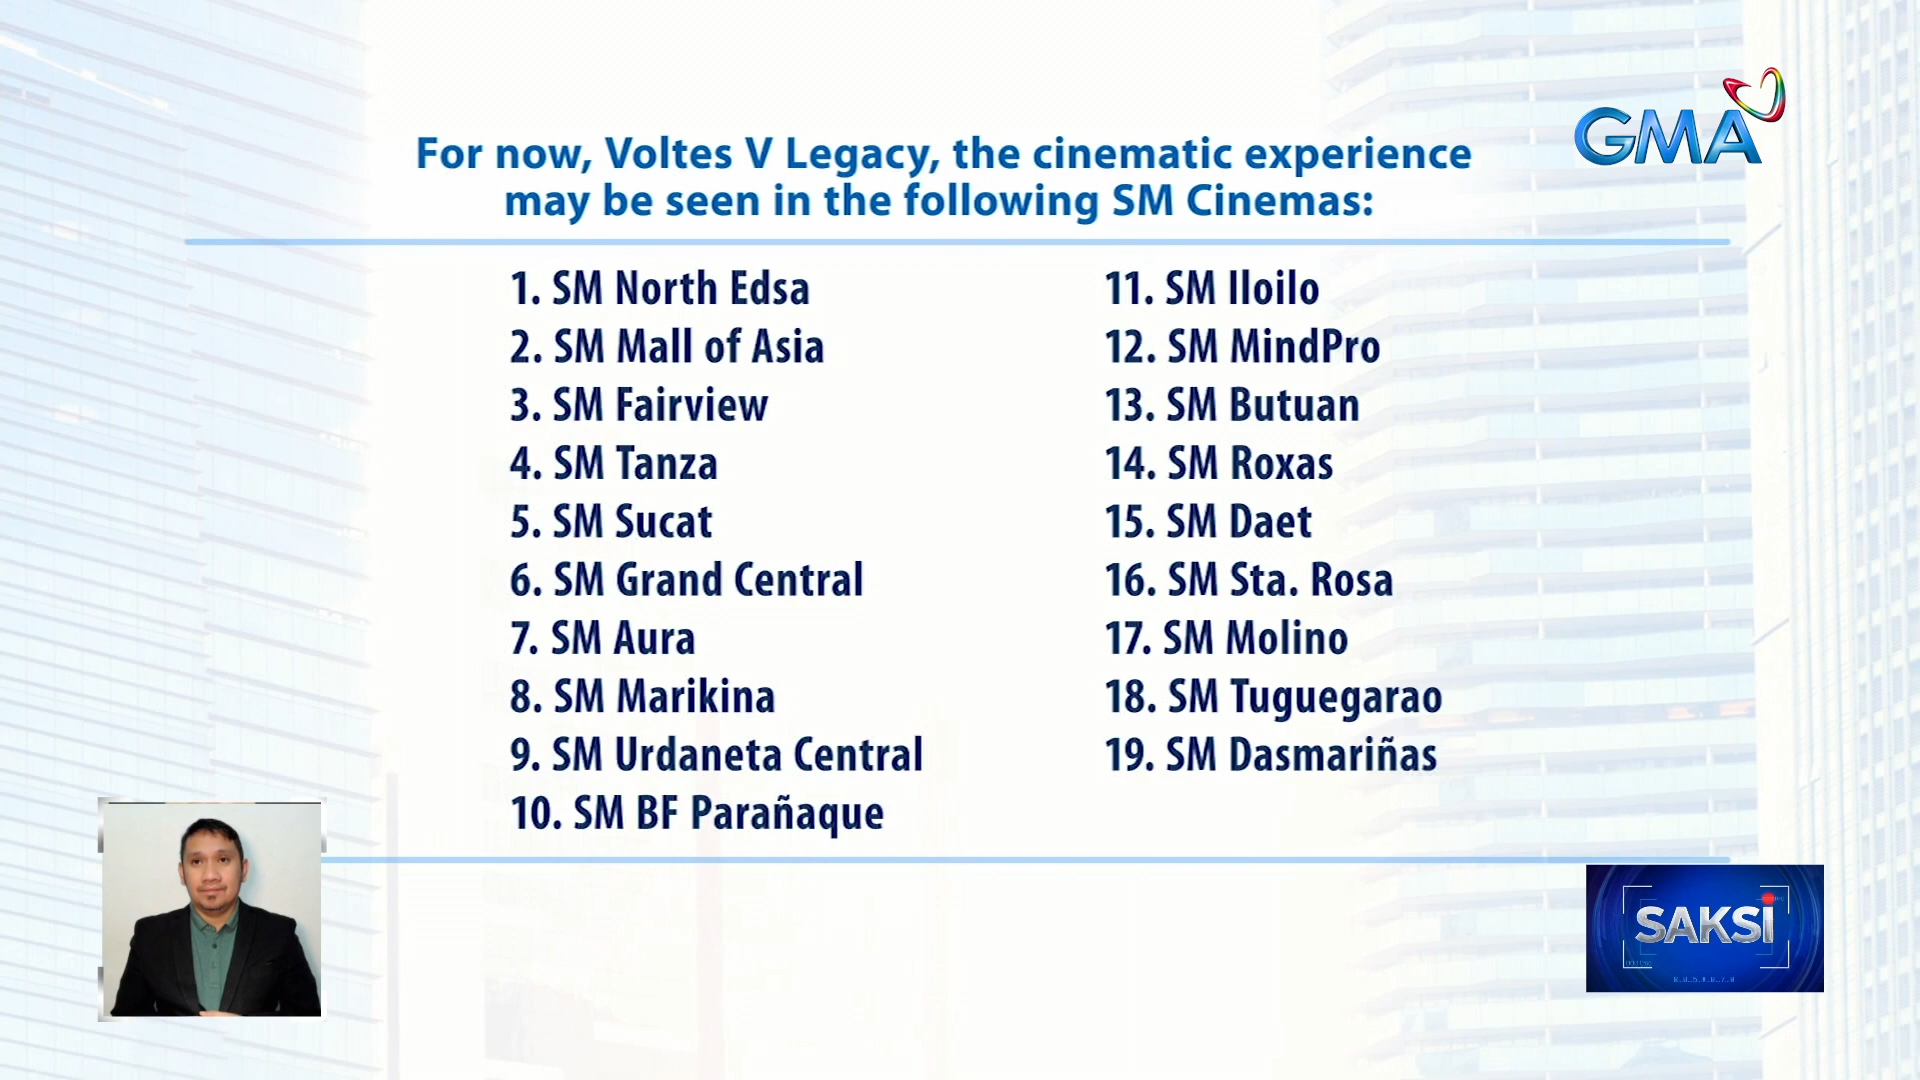 GMA
For now, Voltes V Legacy, the cinematic experience
may be seen in the following SM Cinemas:
1. SM North Edsa
2. SM Mall of Asia
3. SM Fairview
4. SM Tanza
5. SM Sucat
6. SM Grand Central
7. SM Aura
8. SM Marikina
9. SM Urdaneta Central
10. SM BF Parañaque
11. SM Iloilo
12. SM MindPro
13. SM Butuan
14. SM Roxas
15. SM Daet
16. SM Sta. Rosa
17. SM Molino
18. SM Tuguegarao
19. SM Dasmariñas
SAKSi